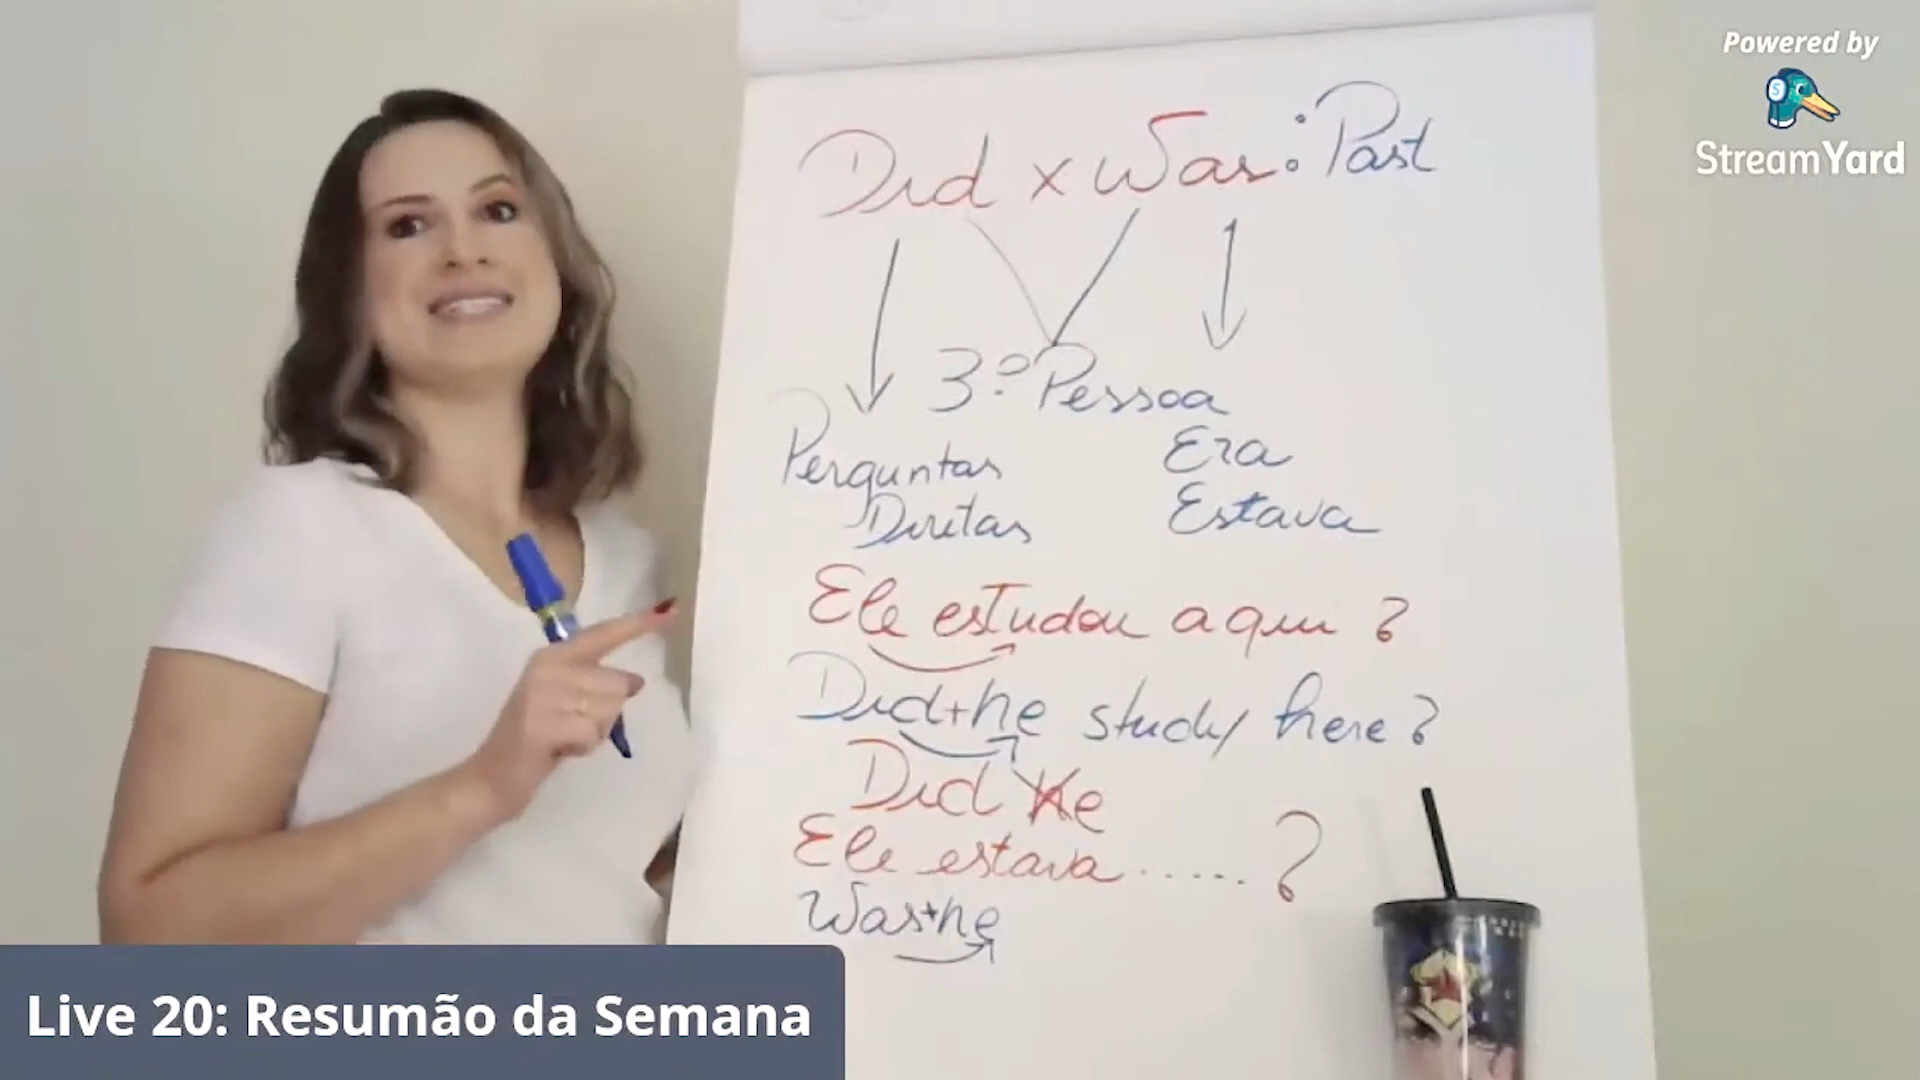 Powered by
StreamYard
Did x Was: Past
3ª Pessoa
Perguntas
Diretas
Era
Estava
Ele estudou aqui?
Did+he study here?
Did he
Ele estava......?
Was+he
Live 20: Resumão da Semana